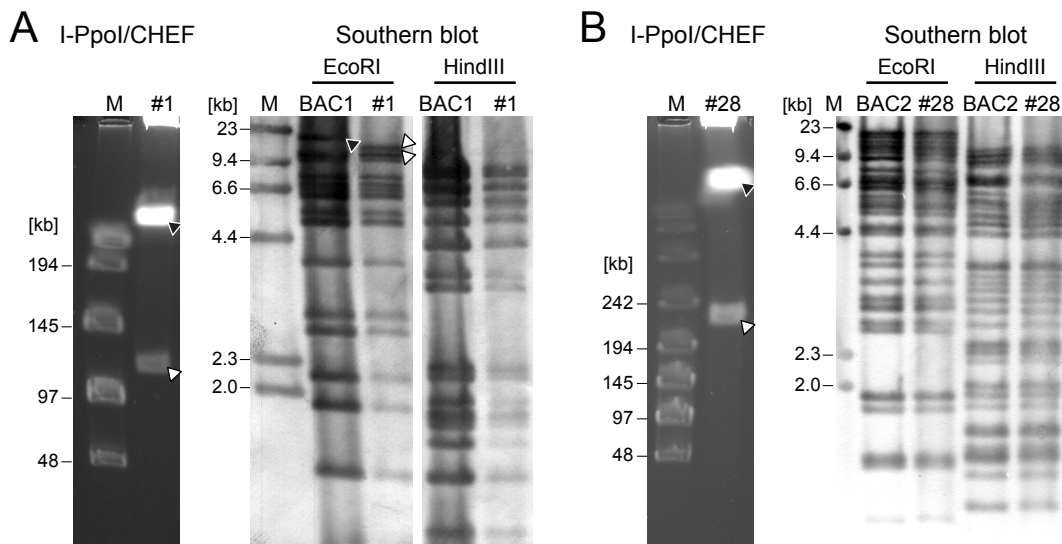 A
I-PpoI/CHEF
Southern blot
EcoRI
HindIII
M #1
[kb] M BAC1 #1 BAC1 #1
23
9.4
6.6
4.4
2.3
2.0
[kb]
194
145
97
48
B
I-PpoI/CHEF
Southern blot
EcoRI
HindIII
M #28
[kb] M BAC2 #28 BAC2 #28
23
9.4
6.6
4.4
2.3
2.0
[kb]
242
194
145
97
48